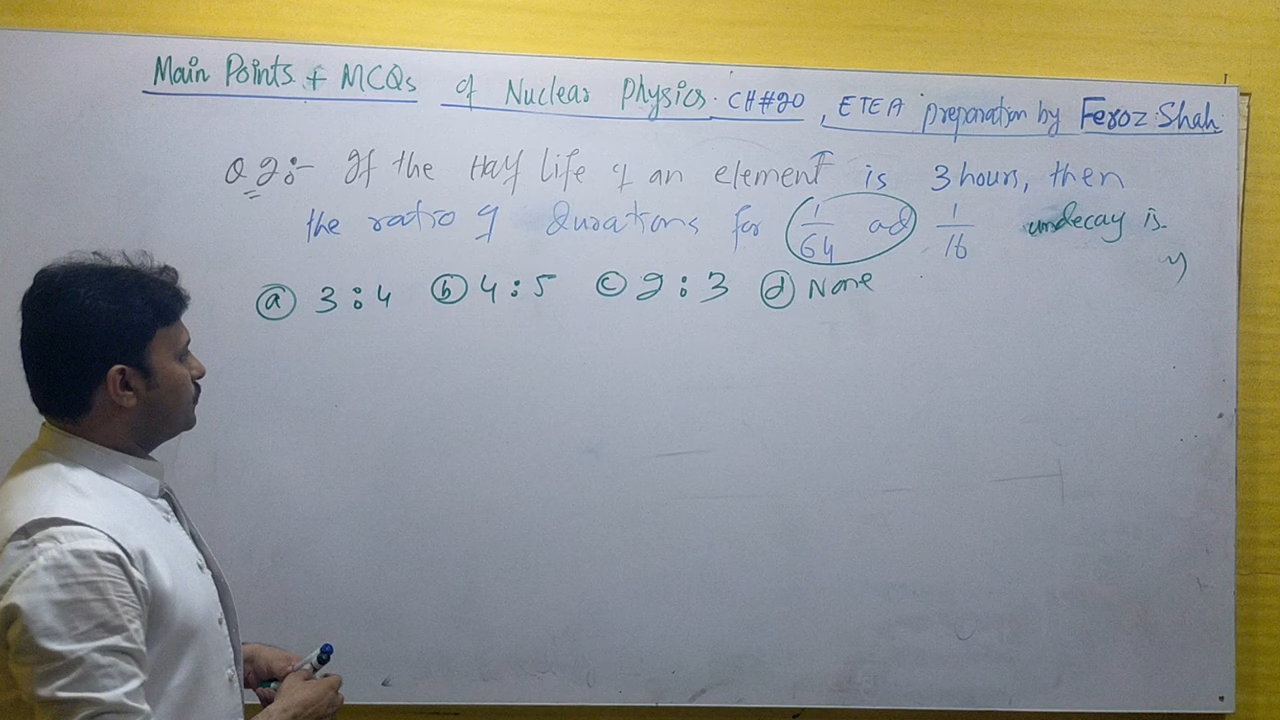 Main Points + MCQs of Nuclear Physics. CH#20, ETEA preparation by Feroz Shah
Q2:- If the Half Life of an element is 3 hours, then
the ratio of Durations for 1/64 ad 1/16 undecay is.
(a) 3:4 (b) 4:5 (c) 2:3 (d) None